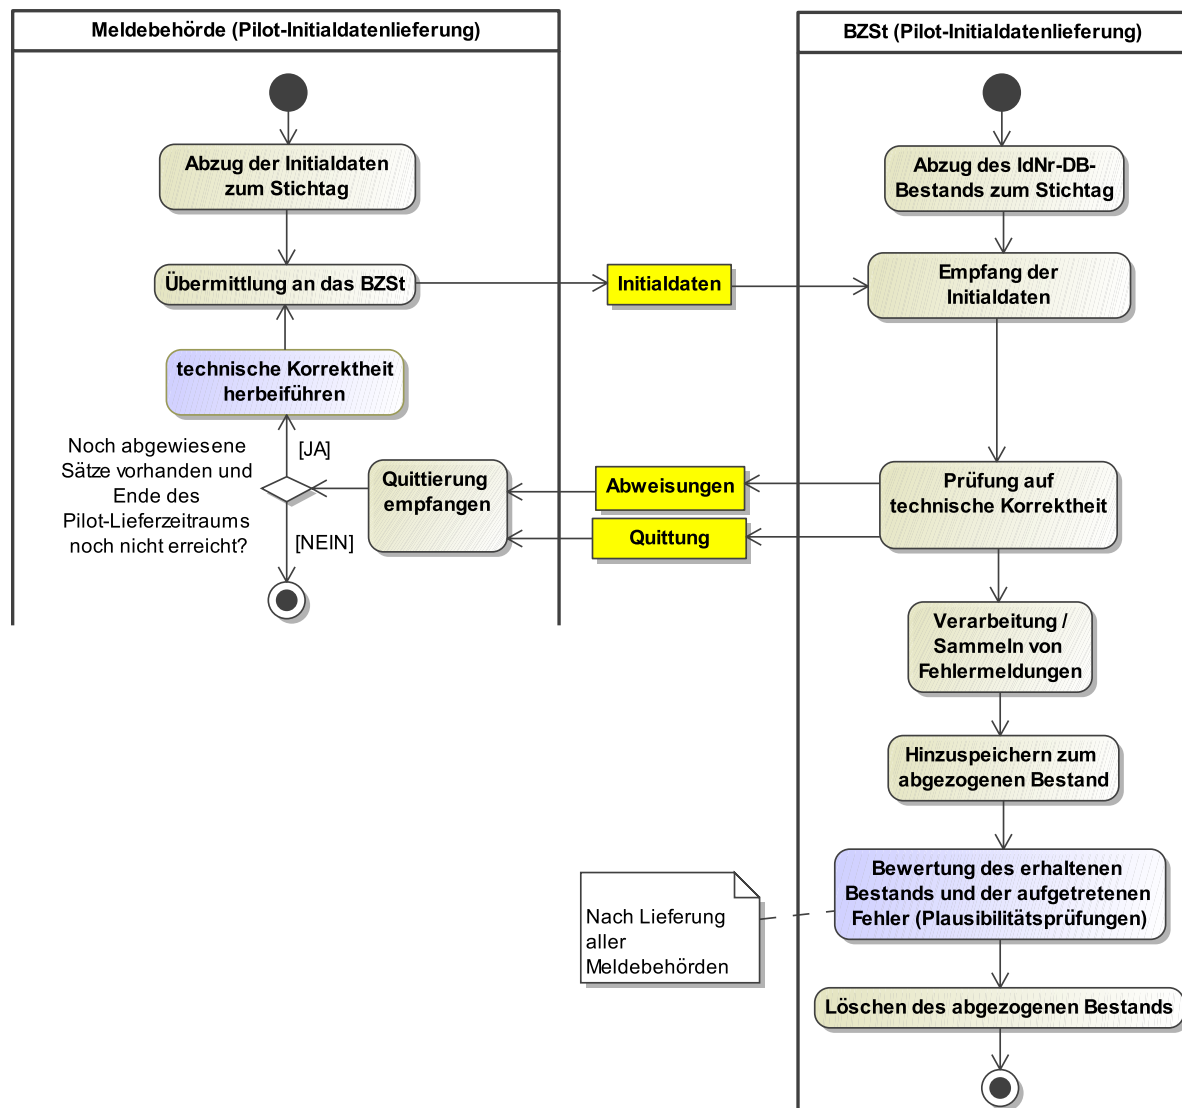 Meldebehörde (Pilot-Initialdatenlieferung)
Abzug der Initialdaten
zum Stichtag
Übermittlung an das BZSt
technische Korrektheit
herbeiführen
Noch abgewiesene
Sätze vorhanden und
Ende des
Pilot-Lieferzeitraums
noch nicht erreicht?
[JA]
[NEIN]
Quittierung
empfangen
Initialdaten
Abweisungen
Quittung
BZSt (Pilot-Initialdatenlieferung)
Abzug des IdNr-DB-
Bestands zum Stichtag
Empfang der
Initialdaten
Prüfung auf
technische Korrektheit
Verarbeitung /
Sammeln von
Fehlermeldungen
Hinzuspeichern zum
abgezogenen Bestand
Bewertung des erhaltenen
Bestands und der aufgetretenen
Fehler (Plausibilitätsprüfungen)
Nach Lieferung
aller
Meldebehörden
Löschen des abgezogenen Bestands